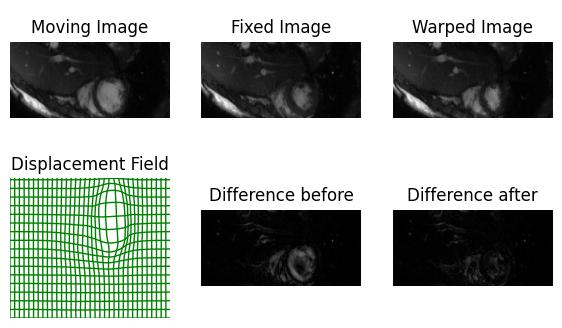 Moving Image
Fixed Image
Warped Image
Displacement Field
Difference before
Difference after